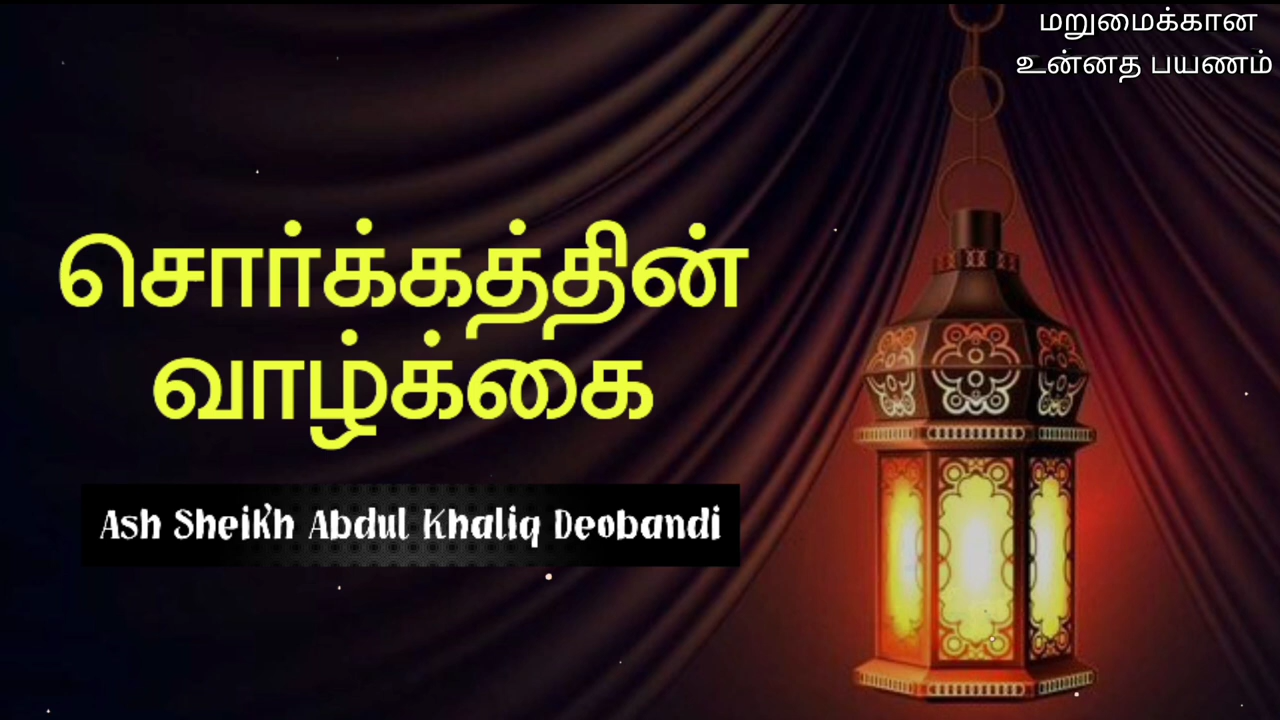 மறுமைக்கான
உன்னத பயணம்
சொர்க்கத்தின்
வாழ்க்கை
Ash Sheikh Abdul Khaliq Deobandi